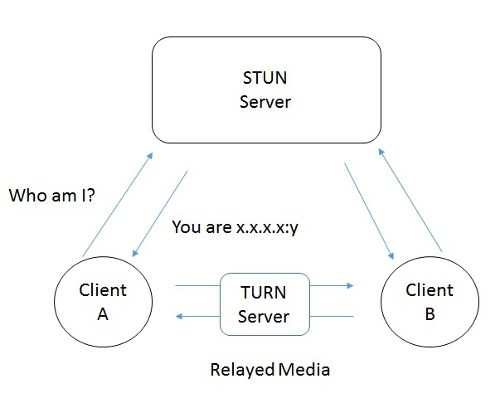 STUN
Server
Who am I?
You are x.x.x.x:y
Client
A
TURN
Server
Client
B
Relayed Media